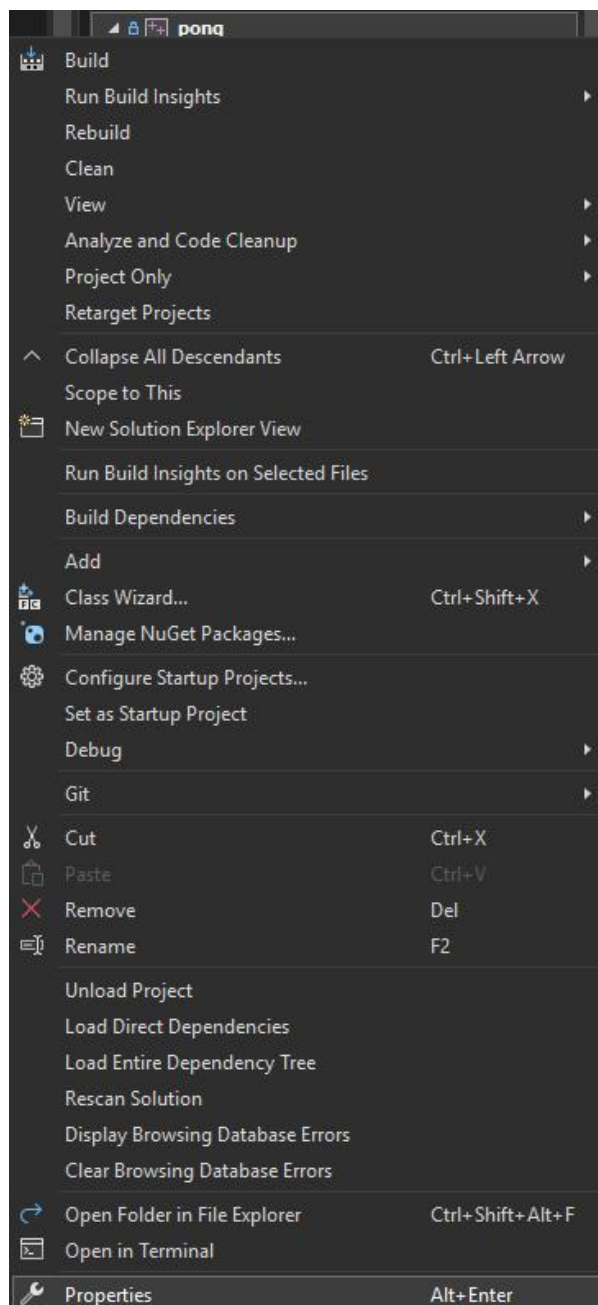 pong
Build
Run Build Insights
Rebuild
Clean
View
Analyze and Code Cleanup
Project Only
Retarget Projects
Collapse All Descendants Ctrl+Left Arrow
Scope to This
New Solution Explorer View
Run Build Insights on Selected Files
Build Dependencies
Add
Class Wizard... Ctrl+Shift+X
Manage NuGet Packages...
Configure Startup Projects...
Set as Startup Project
Debug
Git
Cut Ctrl+X
Paste Ctrl+V
Remove Del
Rename F2
Unload Project
Load Direct Dependencies
Load Entire Dependency Tree
Rescan Solution
Display Browsing Database Errors
Clear Browsing Database Errors
Open Folder in File Explorer Ctrl+Shift+Alt+F
Open in Terminal
Properties Alt+Enter